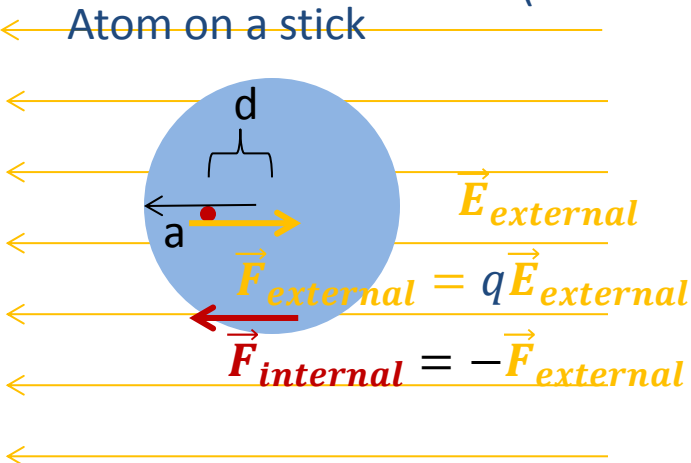 Atom on a stick
d
a
E⃗external
F⃗external = qE⃗external
F⃗internal = −F⃗external